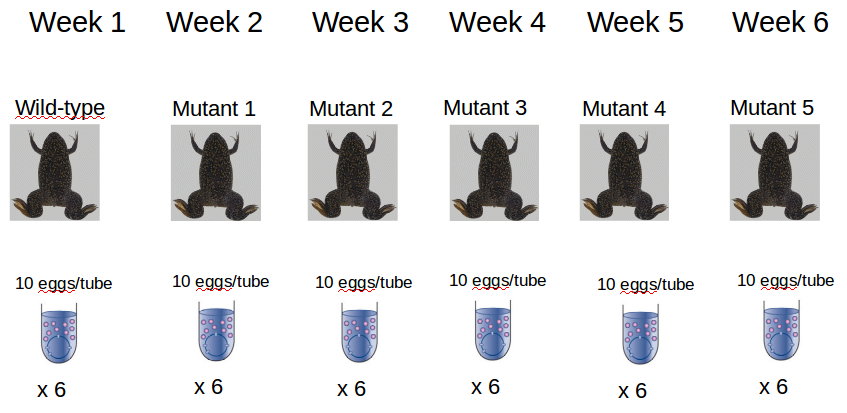 Week 1 Week 2 Week 3 Week 4 Week 5 Week 6
Wild-type Mutant 1 Mutant 2 Mutant 3 Mutant 4 Mutant 5
10 eggs/tube 10 eggs/tube 10 eggs/tube 10 eggs/tube 10 eggs/tube 10 eggs/tube
x 6 x 6 x 6 x 6 x 6 x 6